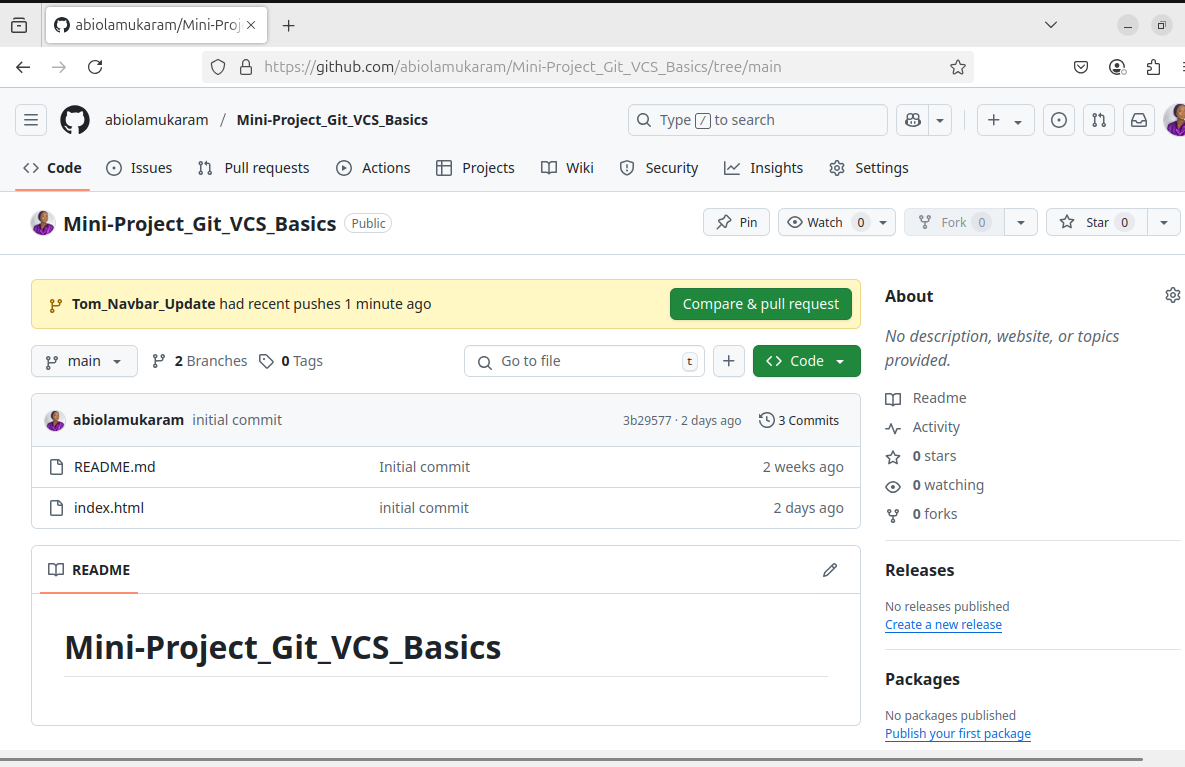 abiolamukaram/Mini-Proj
https://github.com/abiolamukaram/Mini-Project_Git_VCS_Basics/tree/main
abiolamukaram / Mini-Project_Git_VCS_Basics
Type / to search
Code Issues Pull requests Actions Projects Wiki Security Insights Settings
Mini-Project_Git_VCS_Basics Public
Pin Watch 0 Fork 0 Star 0
Tom_Navbar_Update had recent pushes 1 minute ago Compare & pull request
main 2 Branches 0 Tags Go to file t + Code
abiolamukaram initial commit 3b29577 · 2 days ago 3 Commits
README.md Initial commit 2 weeks ago
index.html initial commit 2 days ago
README
Mini-Project_Git_VCS_Basics
About
No description, website, or topics
provided.
Readme
Activity
0 stars
0 watching
0 forks
Releases
No releases published
Create a new release
Packages
No packages published
Publish your first package